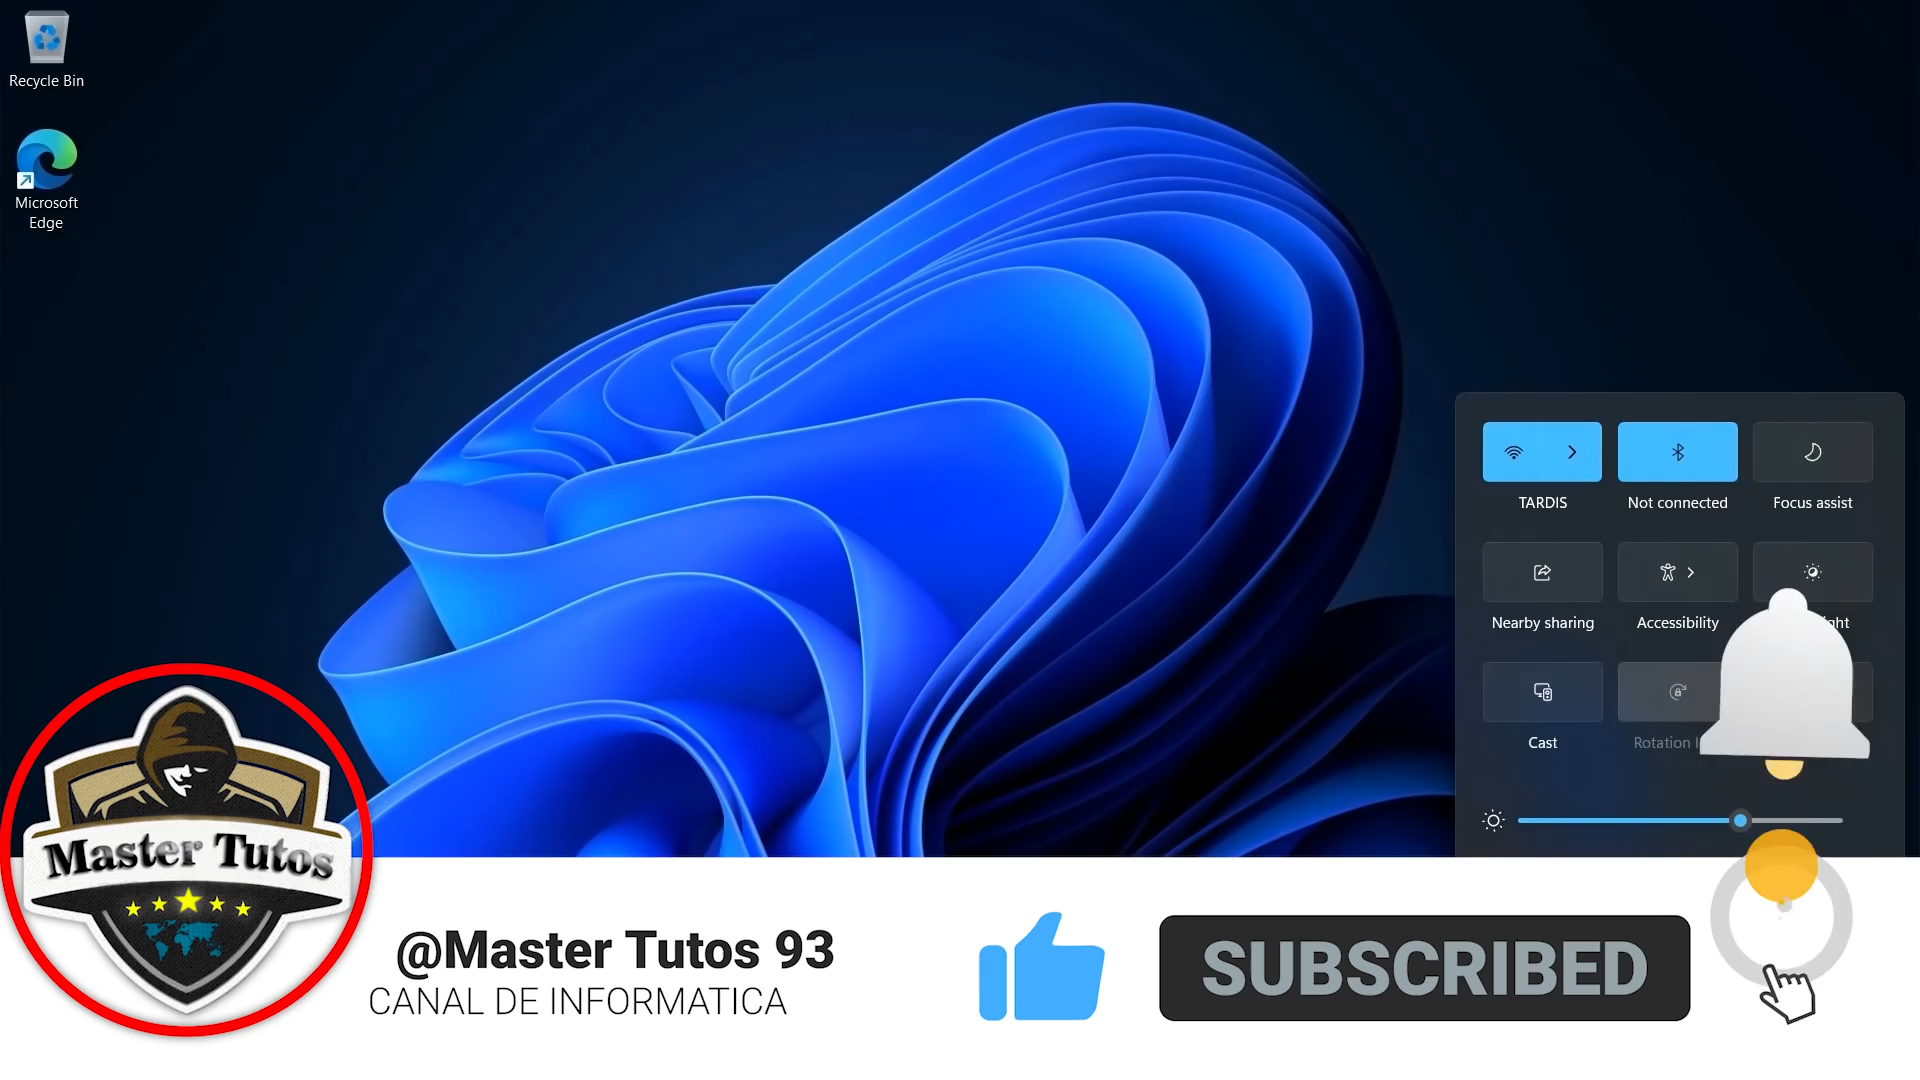 Recycle Bin
Microsoft
Edge
TARDIS
Not connected
Focus assist
Nearby sharing
Accessibility
Cast
Rotation
Master Tutos
@Master Tutos 93
CANAL DE INFORMATICA
SUBSCRIBED